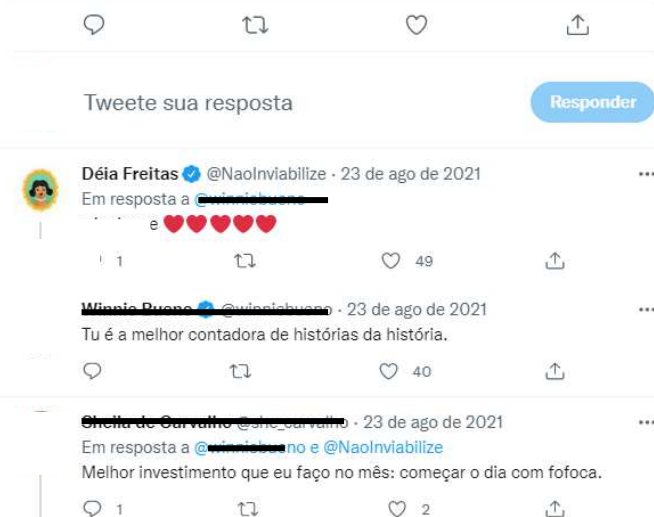 Tweete sua resposta
Responder
Déia Freitas @NaoInviabilize · 23 de ago de 2021
Em resposta a
e ❤❤❤❤❤
1 49
· 23 de ago de 2021
Tu é a melhor contadora de histórias da história.
40
· 23 de ago de 2021
Em resposta a @ no e @NaoInviabilize
Melhor investimento que eu faço no mês: começar o dia com fofoca.
1 2